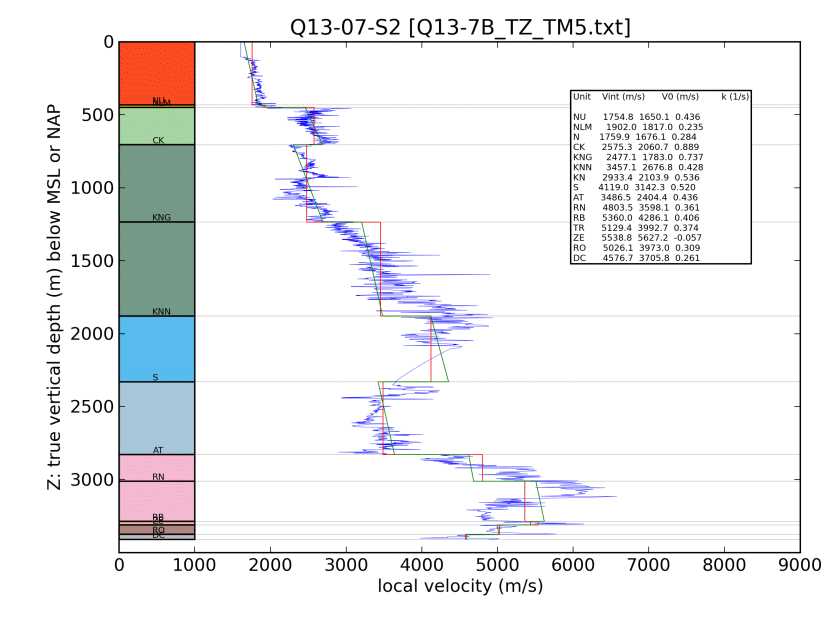 Q13-07-S2 [Q13-7B_TZ_TM5.txt]
Z: true vertical depth (m) below MSL or NAP
0
500
1000
1500
2000
2500
3000
NU
NLM
CK
KNG
KNN
S
AT
RN
RB
RO
DC
Unit Vint (m/s) V0 (m/s) k (1/s)
NU 1754.8 1650.1 0.436
NLM 1902.0 1817.0 0.235
N 1759.9 1676.1 0.284
CK 2575.3 2060.7 0.889
KNG 2477.1 1783.0 0.737
KNN 3457.1 2676.8 0.428
KN 2933.4 2103.9 0.536
S 4119.0 3142.3 0.520
AT 3486.5 2404.4 0.436
RN 4803.5 3598.1 0.361
RB 5360.0 4286.1 0.406
TR 5129.4 3992.7 0.374
ZE 5538.8 5627.2 -0.057
RO 5026.1 3973.0 0.309
DC 4576.7 3705.8 0.261
0 1000 2000 3000 4000 5000 6000 7000 8000 9000
local velocity (m/s)